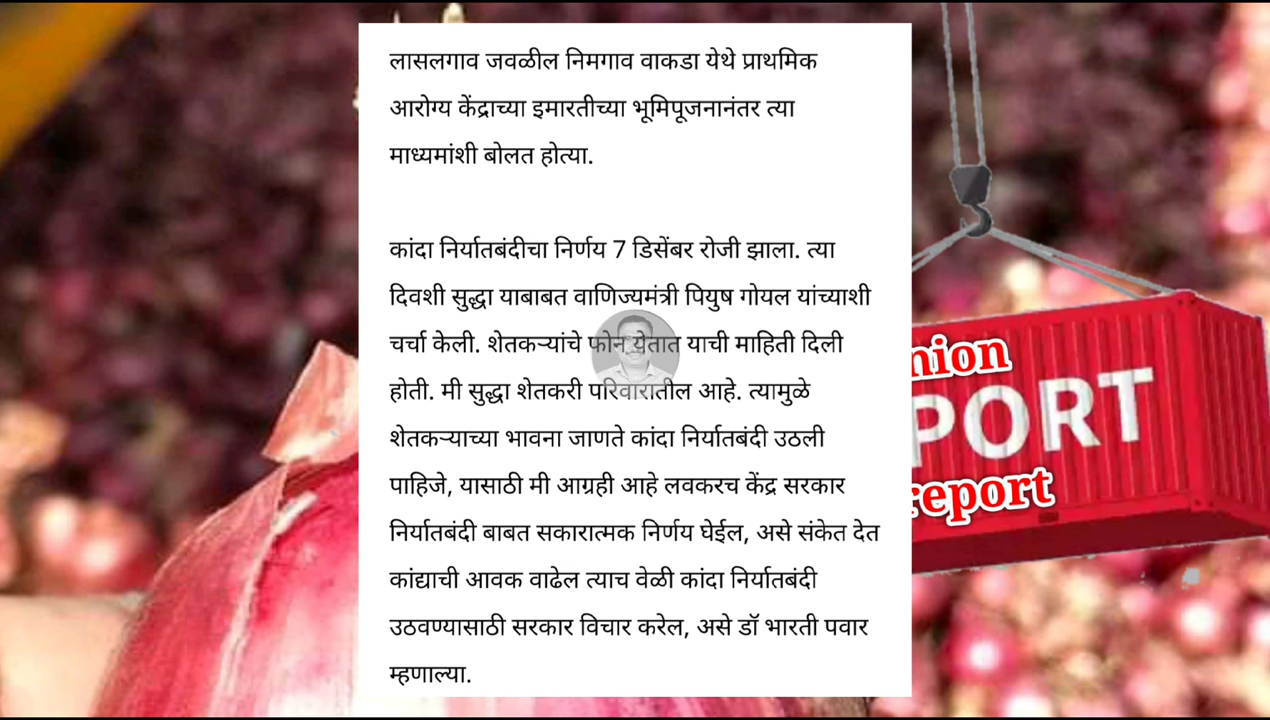 लासलगाव जवळील निमगाव वाकडा येथे प्राथमिक
आरोग्य केंद्राच्या इमारतीच्या भूमिपूजनानंतर त्या
माध्यमांशी बोलत होत्या.
कांदा निर्यातबंदीचा निर्णय 7 डिसेंबर रोजी झाला. त्या
दिवशी सुद्धा याबाबत वाणिज्यमंत्री पियुष गोयल यांच्याशी
चर्चा केली. शेतकऱ्यांचे फोन येतात याची माहिती दिली
होती. मी सुद्धा शेतकरी परिवारातील आहे. त्यामुळे
शेतकऱ्याच्या भावना जाणते कांदा निर्यातबंदी उठली
पाहिजे, यासाठी मी आग्रही आहे लवकरच केंद्र सरकार
निर्यातबंदी बाबत सकारात्मक निर्णय घेईल, असे संकेत देत
कांद्याची आवक वाढेल त्याच वेळी कांदा निर्यातबंदी
उठवण्यासाठी सरकार विचार करेल, असे डॉ भारती पवार
म्हणाल्या.
nion
PORT
report